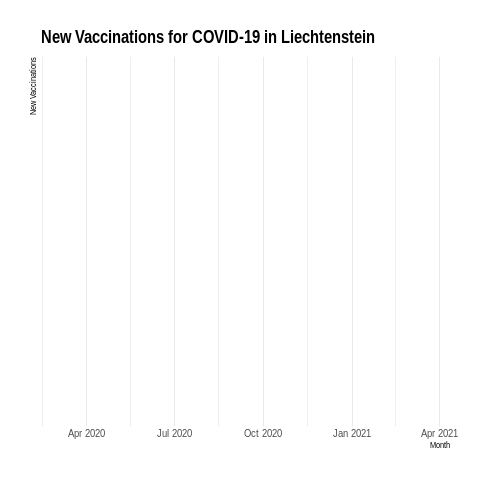 New Vaccinations for COVID-19 in Liechtenstein
New Vaccinations
Apr 2020 Jul 2020 Oct 2020 Jan 2021 Apr 2021
Month